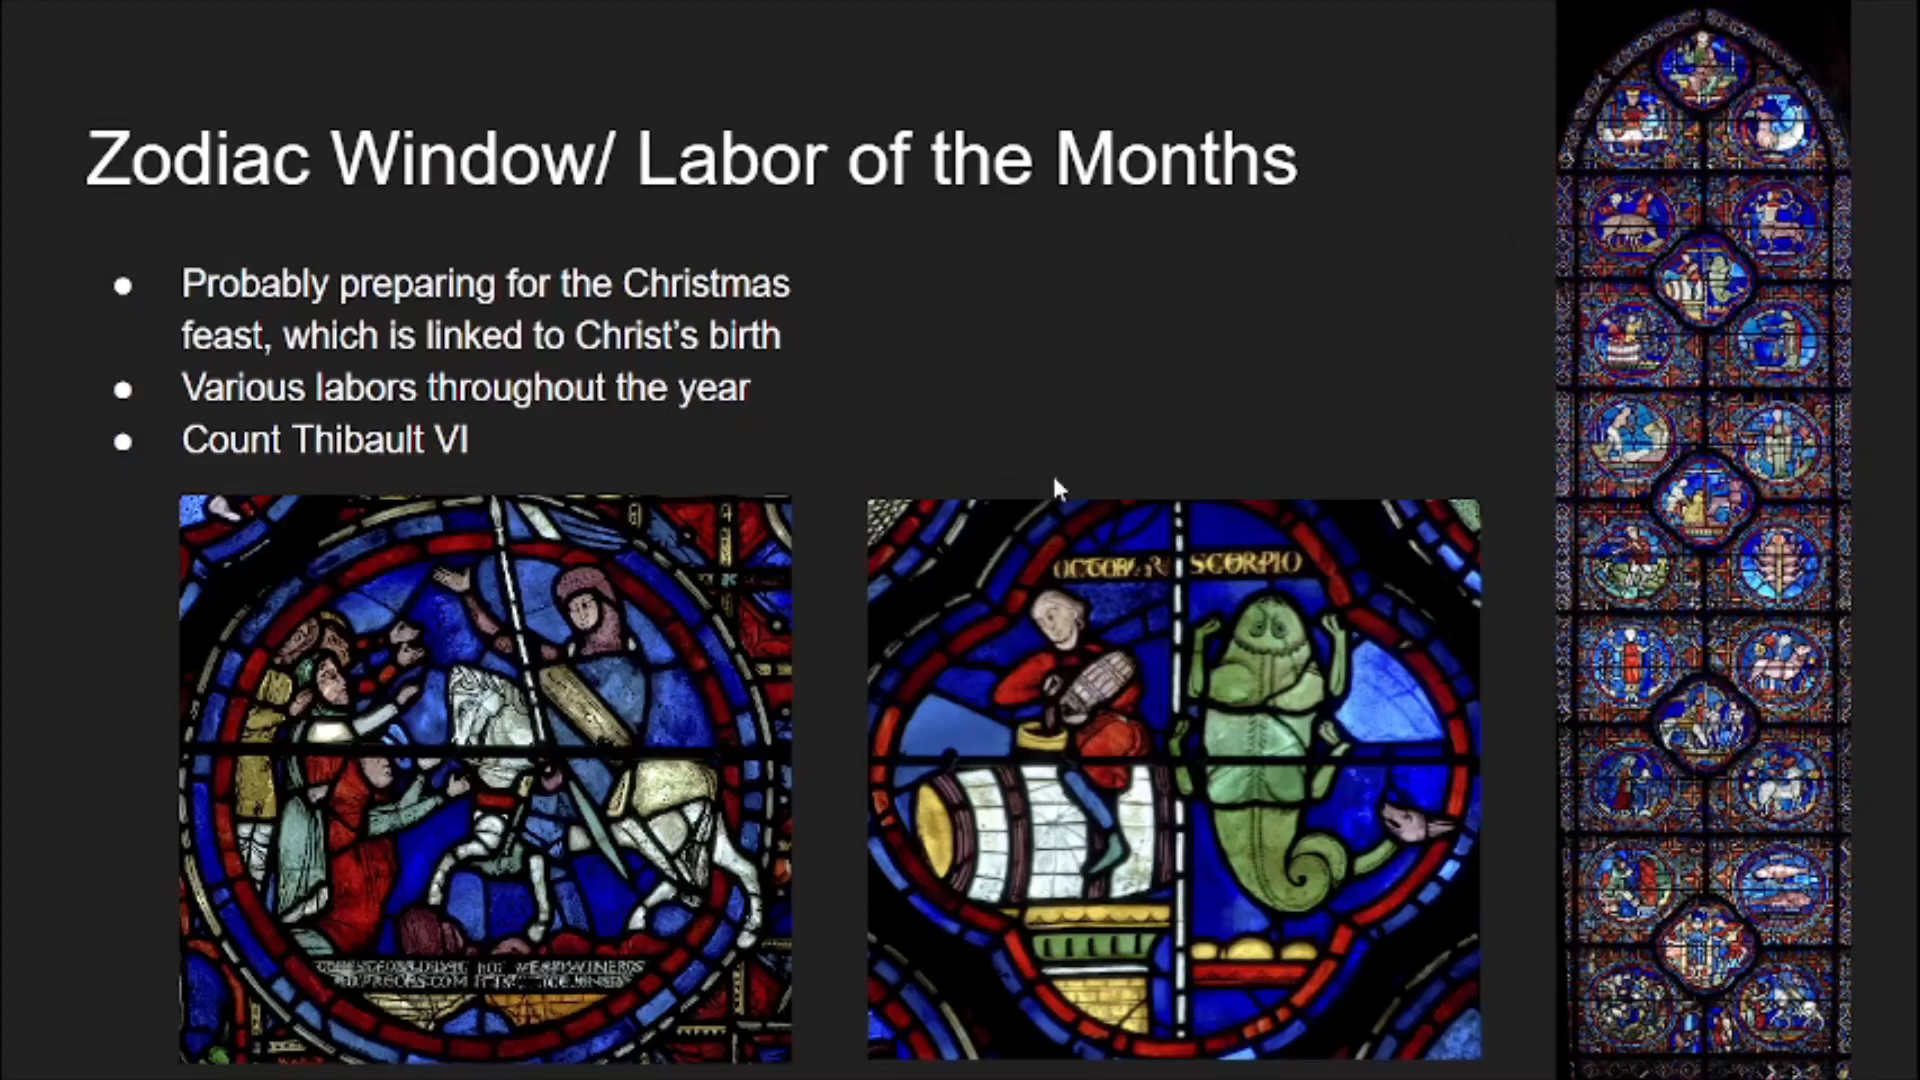 Zodiac Window/ Labor of the Months
● Probably preparing for the Christmas
feast, which is linked to Christ’s birth
● Various labors throughout the year
● Count Thibault VI
SCORPIO